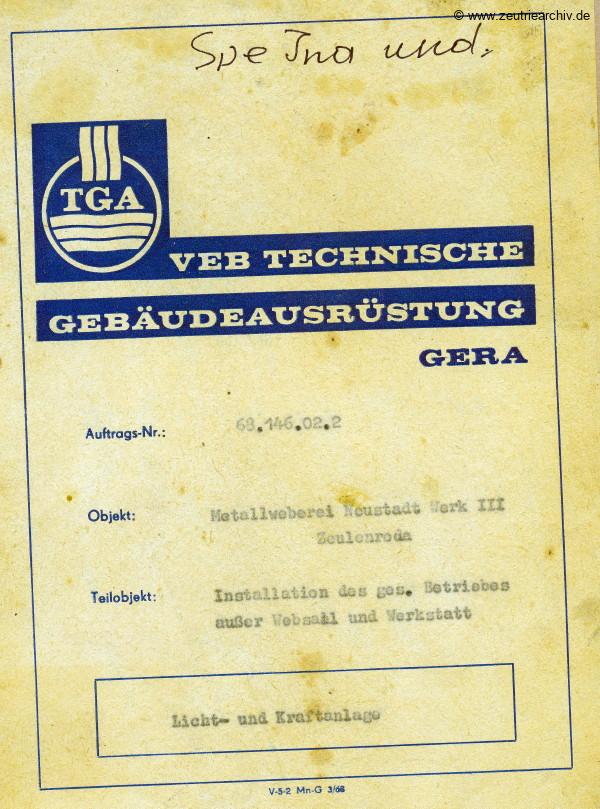 © www.zeutriearchiv.de
Spe Ina und.
TGA
VEB TECHNISCHE
GEBÄUDEAUSRÜSTUNG
GERA
Auftrags-Nr.: 68.146.02.2
Objekt: Metallweberei Neustadt Werk III
Zeulenroda
Teilobjekt: Installation des ges. Betriebes
außer Websall und Werkstatt
Licht- und Kraftanlage
V-5-2 Mn-G 3/68